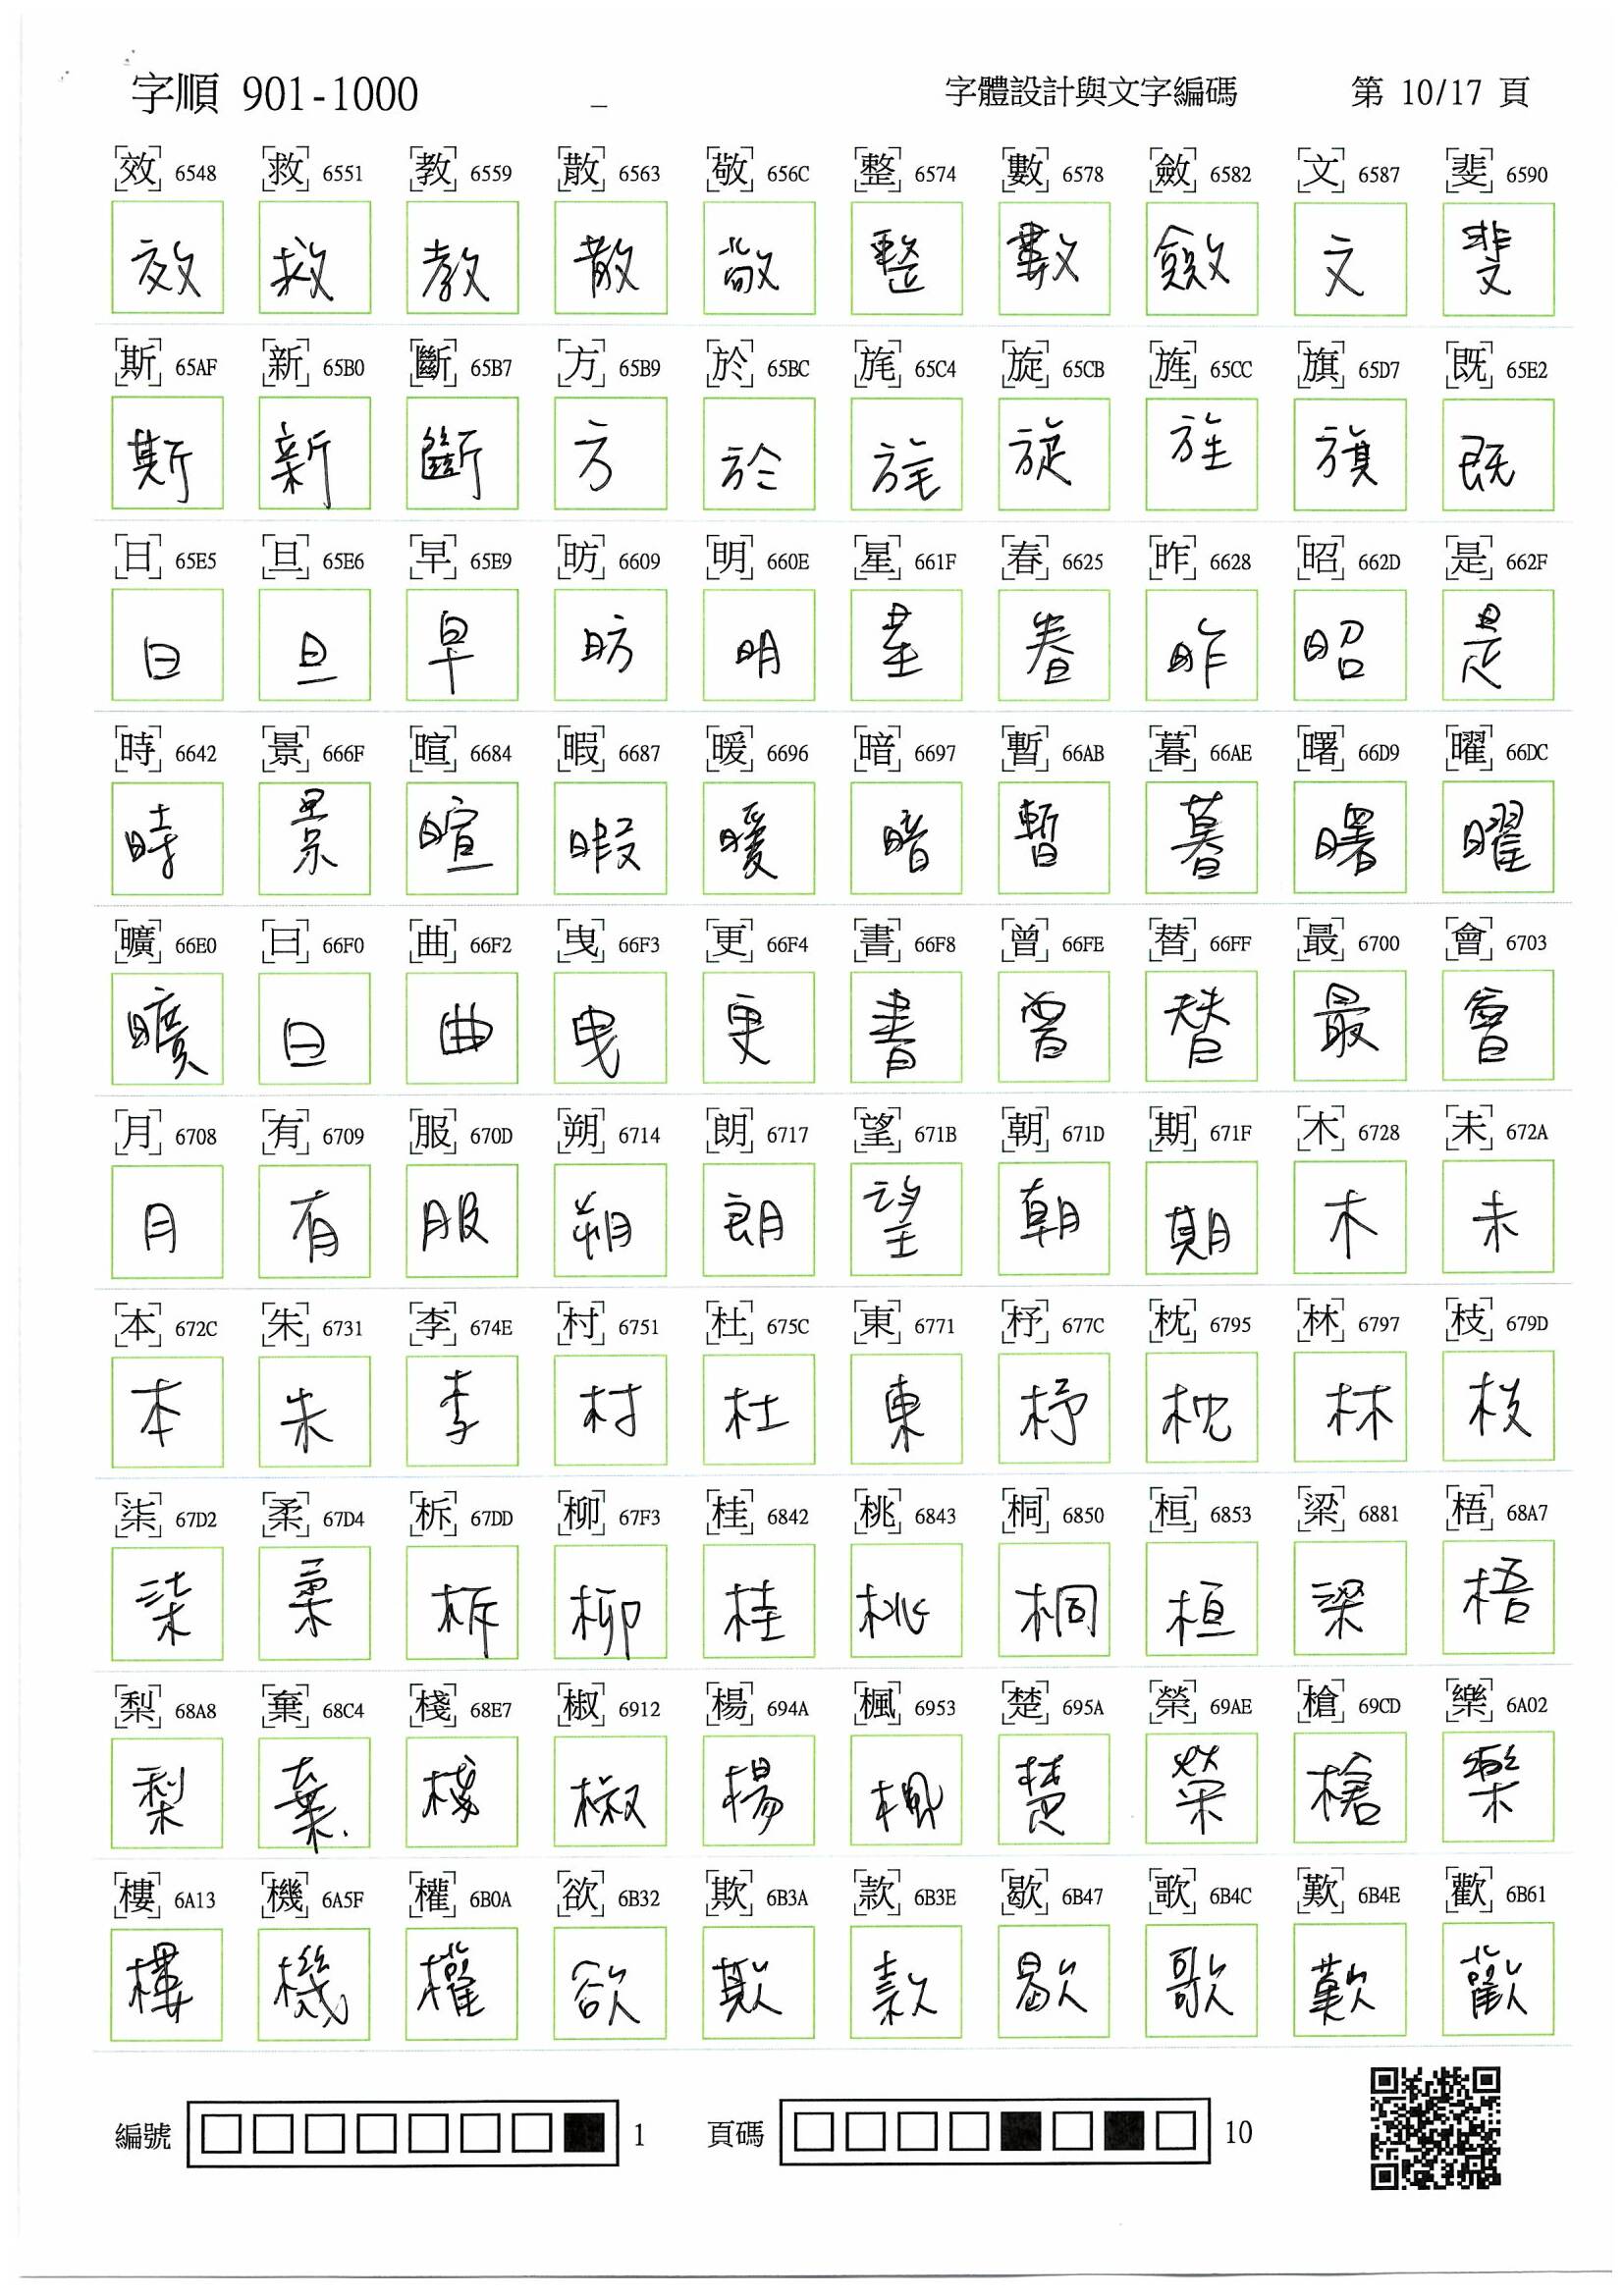 字順 901-1000 _ 字體設計與文字編碼 第 10/17 頁
效 6548 救 6551 教 6559 散 6563 敬 656C 整 6574 數 6578 斂 6582 文 6587 斐 6590
效 救 教 散 敬 整 數 斂 文 斐
斯 65AF 新 65B0 斷 65B7 方 65B9 於 65BC 旄 65C4 旋 65CB 旌 65CC 旗 65D7 既 65E2
斯 新 斷 方 於 旄 旋 旌 旗 既
日 65E5 旦 65E6 早 65E9 昉 6609 明 660E 星 661F 春 6625 昨 6628 昭 662D 是 662F
日 旦 早 昉 明 星 春 昨 昭 是
時 6642 景 666F 暄 6684 暇 6687 暖 6696 暗 6697 暫 66AB 暮 66AE 曙 66D9 曜 66DC
時 景 暄 暇 暖 暗 暫 暮 曙 曜
曠 66E0 曰 66F0 曲 66F2 曳 66F3 更 66F4 書 66F8 曾 66FE 替 66FF 最 6700 會 6703
曠 曰 曲 曳 更 書 曾 替 最 會
月 6708 有 6709 服 670D 朔 6714 朗 6717 望 671B 朝 671D 期 671F 木 6728 未 672A
月 有 服 朔 朗 望 朝 期 木 未
本 672C 朱 6731 李 674E 村 6751 杜 675C 東 6771 杼 677C 枕 6795 林 6797 枝 679D
本 朱 李 村 杜 東 杼 枕 林 枝
柒 67D2 柔 67D4 柝 67DD 柳 67F3 桂 6842 桃 6843 桐 6850 桓 6853 梁 6881 梧 68A7
柒 柔 柝 柳 桂 桃 桐 桓 梁 梧
梨 68A8 棄 68C4 棧 68E7 椒 6912 楊 694A 楓 6953 楚 695A 榮 69AE 槍 69CD 樂 6A02
梨 棄 棧 椒 楊 楓 楚 榮 槍 樂
樓 6A13 機 6A5F 權 6B0A 欲 6B32 欺 6B3A 款 6B3E 歇 6B47 歌 6B4C 歎 6B4E 歡 6B61
樓 機 權 欲 欺 款 歇 歌 歎 歡
編號 1 頁碼 10